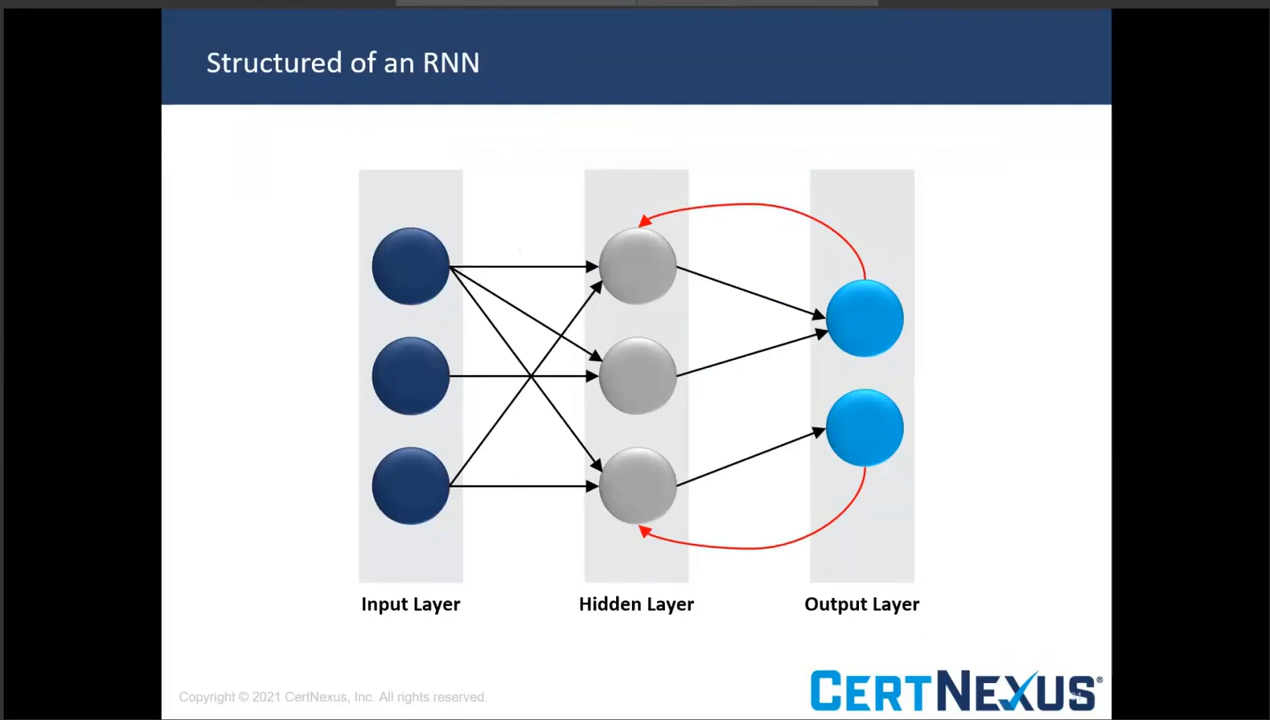 Structured of an RNN
Input Layer
Hidden Layer
Output Layer
Copyright © 2021 CertNexus, Inc. All rights reserved.
CERTNEXUS®